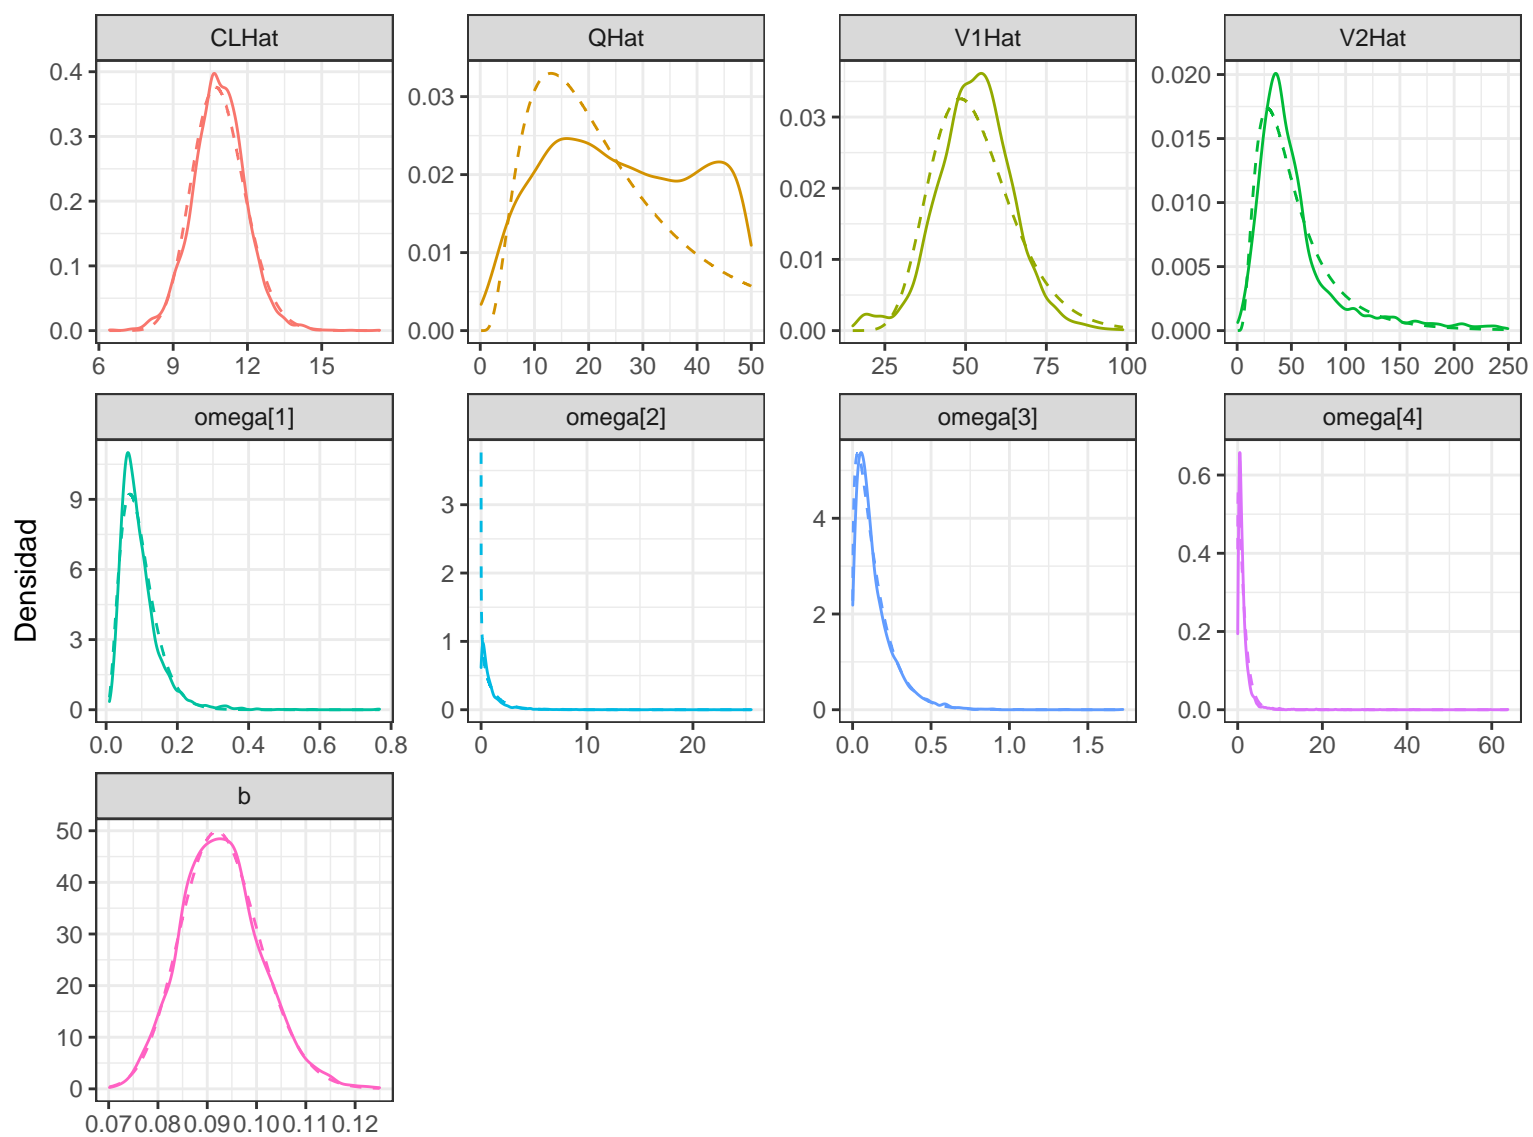 CLHat QHat V1Hat V2Hat
0.4 0.3 0.2 0.1 0.0
0.03 0.02 0.01 0.00
0.03 0.02 0.01 0.00
0.020 0.015 0.010 0.005 0.000
6 9 12 15
0 10 20 30 40 50
25 50 75 100
0 50 100 150 200 250
omega[1] omega[2] omega[3] omega[4]
9 6 3 0
3 2 1 0
4 2 0
0.6 0.4 0.2 0.0
0.0 0.2 0.4 0.6 0.8
0 10 20
0.0 0.5 1.0 1.5
0 20 40 60
Densidad
b
50 40 30 20 10 0
0.07 0.08 0.09 0.10 0.11 0.12